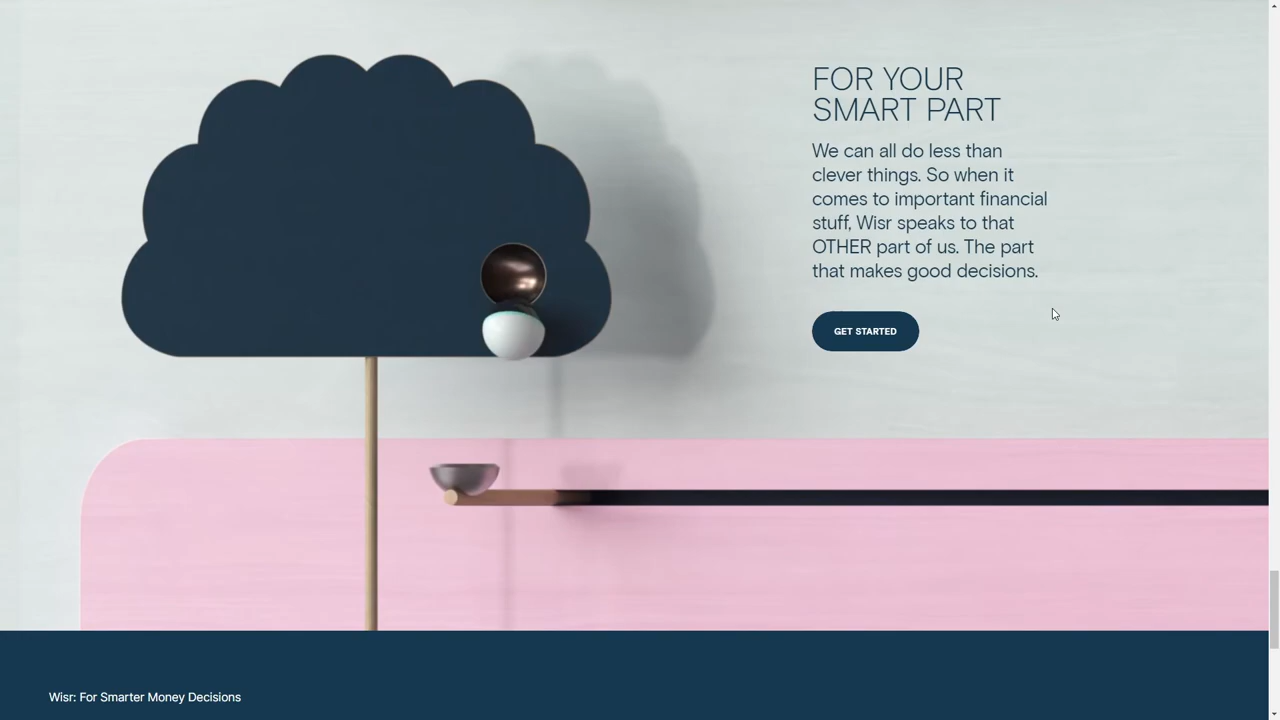 FOR YOUR
SMART PART
We can all do less than
clever things. So when it
comes to important financial
stuff, Wisr speaks to that
OTHER part of us. The part
that makes good decisions.
GET STARTED
Wisr: For Smarter Money Decisions